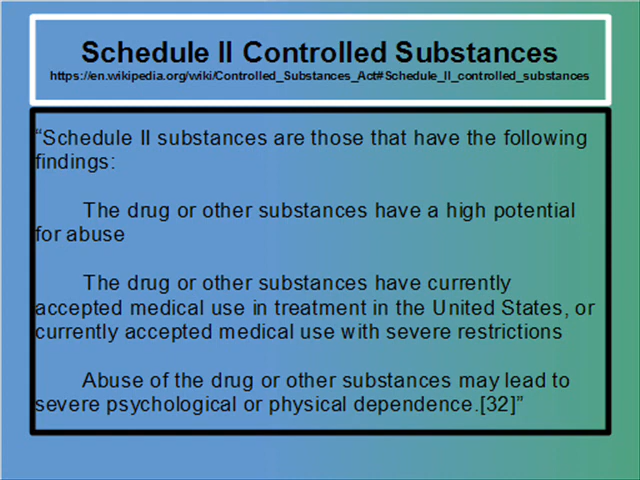 Schedule II Controlled Substances
https://en.wikipedia.org/wiki/Controlled_Substances_Act#Schedule_II_controlled_substances
“Schedule II substances are those that have the following
findings:
The drug or other substances have a high potential
for abuse
The drug or other substances have currently
accepted medical use in treatment in the United States, or
currently accepted medical use with severe restrictions
Abuse of the drug or other substances may lead to
severe psychological or physical dependence.[32]”